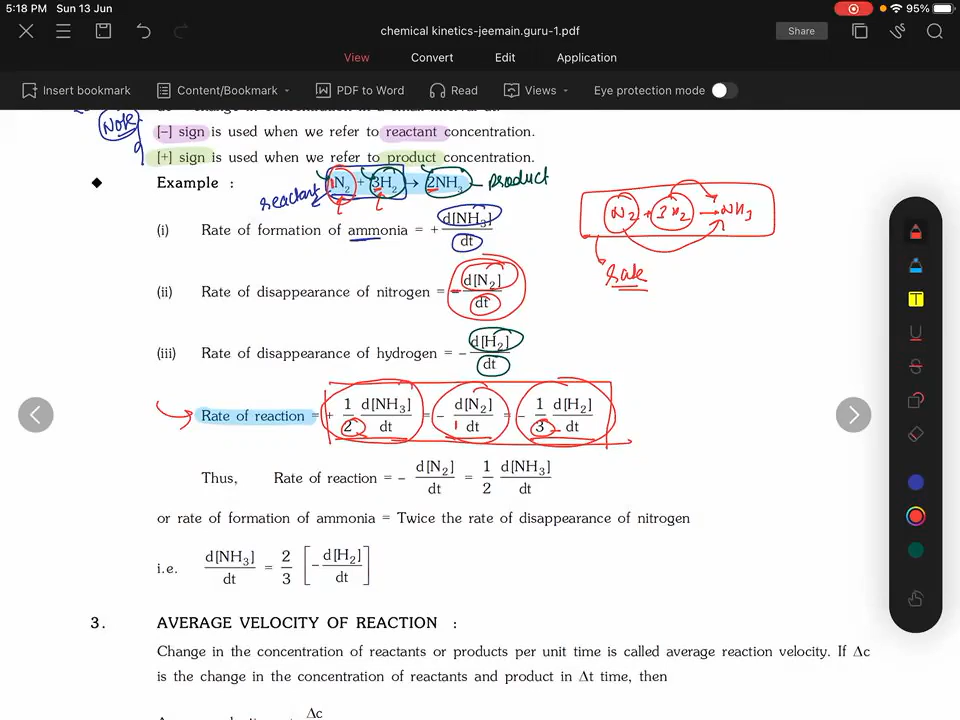 5:18 PM Sun 13 Jun 95%
chemical kinetics-jeemain.guru-1.pdf Share
View Convert Edit Application
Insert bookmark Content/Bookmark PDF to Word Read Views Eye protection mode
Note
[–] sign is used when we refer to reactant concentration.
[+] sign is used when we refer to product concentration.
◆ Example : reactant N₂ + 3H₂ → 2NH₃ – product
N₂ + 3H₂ → 2NH₃
Rate
(i) Rate of formation of ammonia = + d[NH₃]/dt
(ii) Rate of disappearance of nitrogen = – d[N₂]/dt
(iii) Rate of disappearance of hydrogen = – d[H₂]/dt
Rate of reaction = + 1/2 d[NH₃]/dt = – d[N₂]/dt = – 1/3 d[H₂]/dt
Thus, Rate of reaction = – d[N₂]/dt = 1/2 d[NH₃]/dt
or rate of formation of ammonia = Twice the rate of disappearance of nitrogen
i.e. d[NH₃]/dt = 2/3 [– d[H₂]/dt]
3. AVERAGE VELOCITY OF REACTION :
Change in the concentration of reactants or products per unit time is called average reaction velocity. If Δc
is the change in the concentration of reactants and product in Δt time, then
Δc